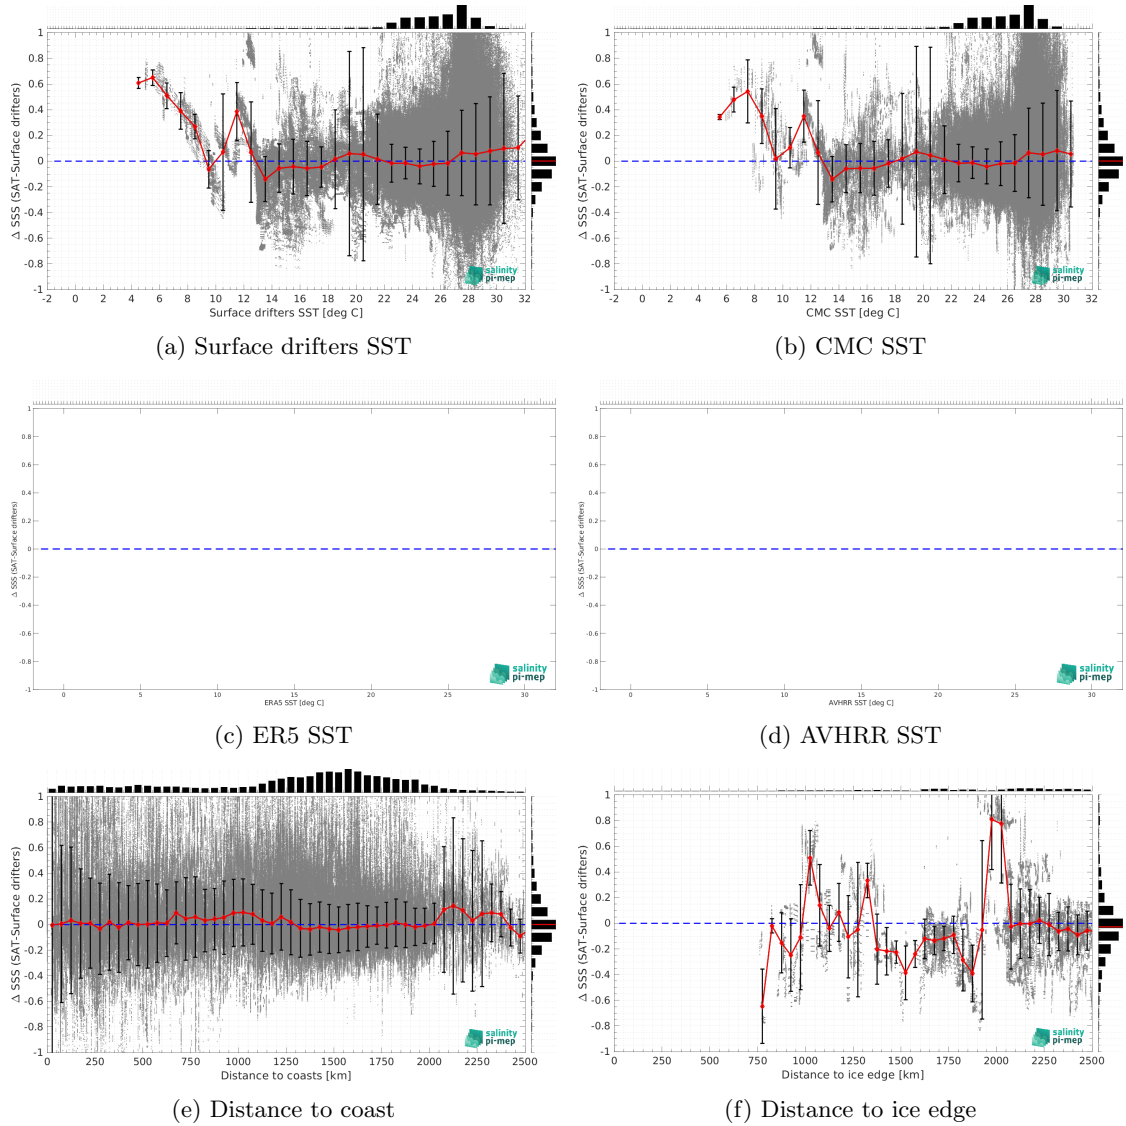 1
0.8
0.6
0.4
0.2
0
-0.2
-0.4
-0.6
-0.8
-1
Δ SSS (SAT-Surface drifters)
-2 0 2 4 6 8 10 12 14 16 18 20 22 24 26 28 30 32
Surface drifters SST [deg C]
salinity
pi-mep
(a) Surface drifters SST
1
0.8
0.6
0.4
0.2
0
-0.2
-0.4
-0.6
-0.8
-1
Δ SSS (SAT-Surface drifters)
-2 0 2 4 6 8 10 12 14 16 18 20 22 24 26 28 30 32
CMC SST [deg C]
salinity
pi-mep
(b) CMC SST
1
0.8
0.6
0.4
0.2
0
-0.2
-0.4
-0.6
-0.8
-1
Δ SSS (SAT-Surface drifters)
0 5 10 15 20 25 30
ERA5 SST [deg C]
salinity
pi-mep
(c) ER5 SST
1
0.8
0.6
0.4
0.2
0
-0.2
-0.4
-0.6
-0.8
-1
Δ SSS (SAT-Surface drifters)
0 5 10 15 20 25 30
AVHRR SST [deg C]
salinity
pi-mep
(d) AVHRR SST
1
0.8
0.6
0.4
0.2
0
-0.2
-0.4
-0.6
-0.8
-1
Δ SSS (SAT-Surface drifters)
0 250 500 750 1000 1250 1500 1750 2000 2250 2500
Distance to coasts [km]
salinity
pi-mep
(e) Distance to coast
1
0.8
0.6
0.4
0.2
0
-0.2
-0.4
-0.6
-0.8
-1
Δ SSS (SAT-Surface drifters)
0 250 500 750 1000 1250 1500 1750 2000 2250 2500
Distance to ice edge [km]
salinity
pi-mep
(f) Distance to ice edge